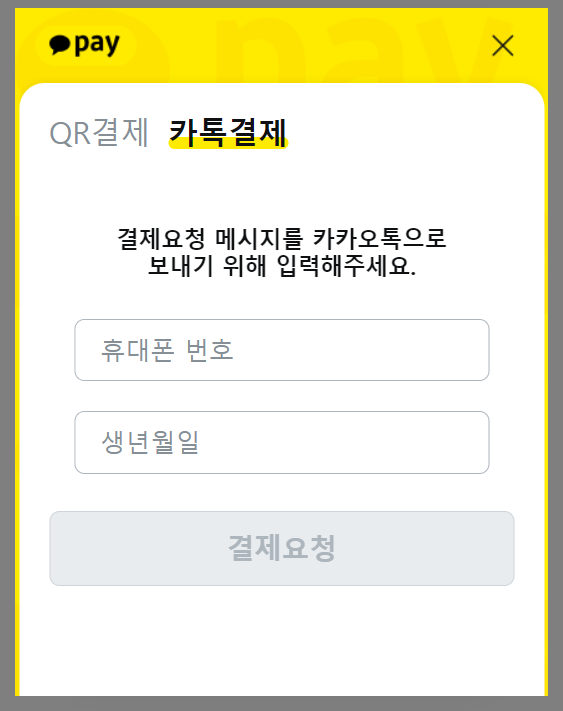 pay
QR결제 카톡결제
결제요청 메시지를 카카오톡으로
보내기 위해 입력해주세요.
휴대폰 번호
생년월일
결제요청